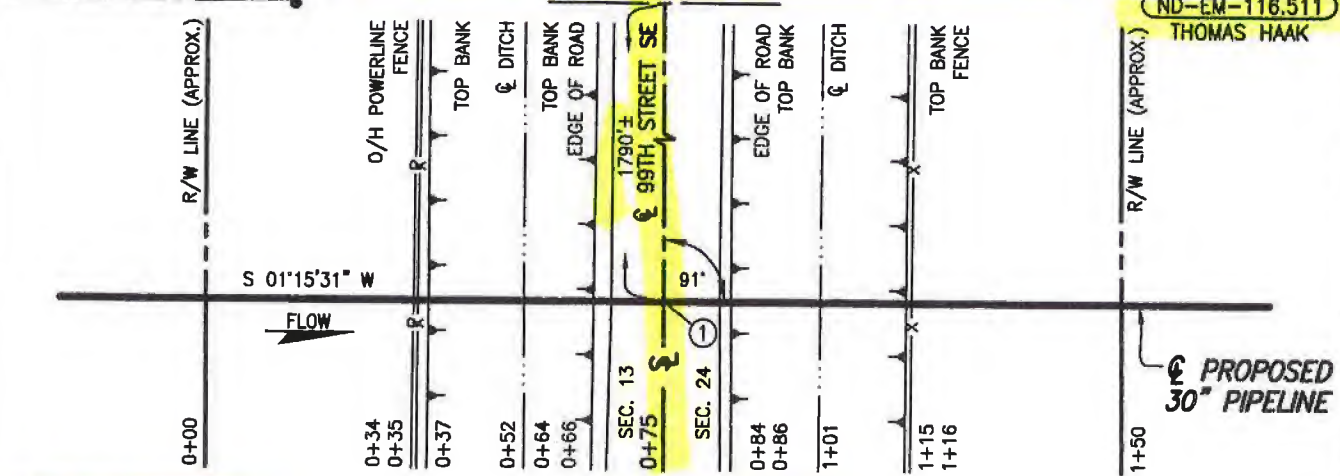 ND-EM-116.511
THOMAS HAAK
R/W LINE (APPROX.)
O/H POWERLINE
FENCE
TOP BANK
℄ DITCH
TOP BANK
EDGE OF ROAD
1790'±
℄ 99TH STREET SE
EDGE OF ROAD
TOP BANK
℄ DITCH
TOP BANK
FENCE
R/W LINE (APPROX.)
R
X
S 01°15'31" W
91°
FLOW
1
R
X
℄ PROPOSED
30" PIPELINE
0+00
0+34
0+35
0+37
0+52
0+64
0+66
SEC. 13
0+75
SEC. 24
0+84
0+86
1+01
1+15
1+16
1+50